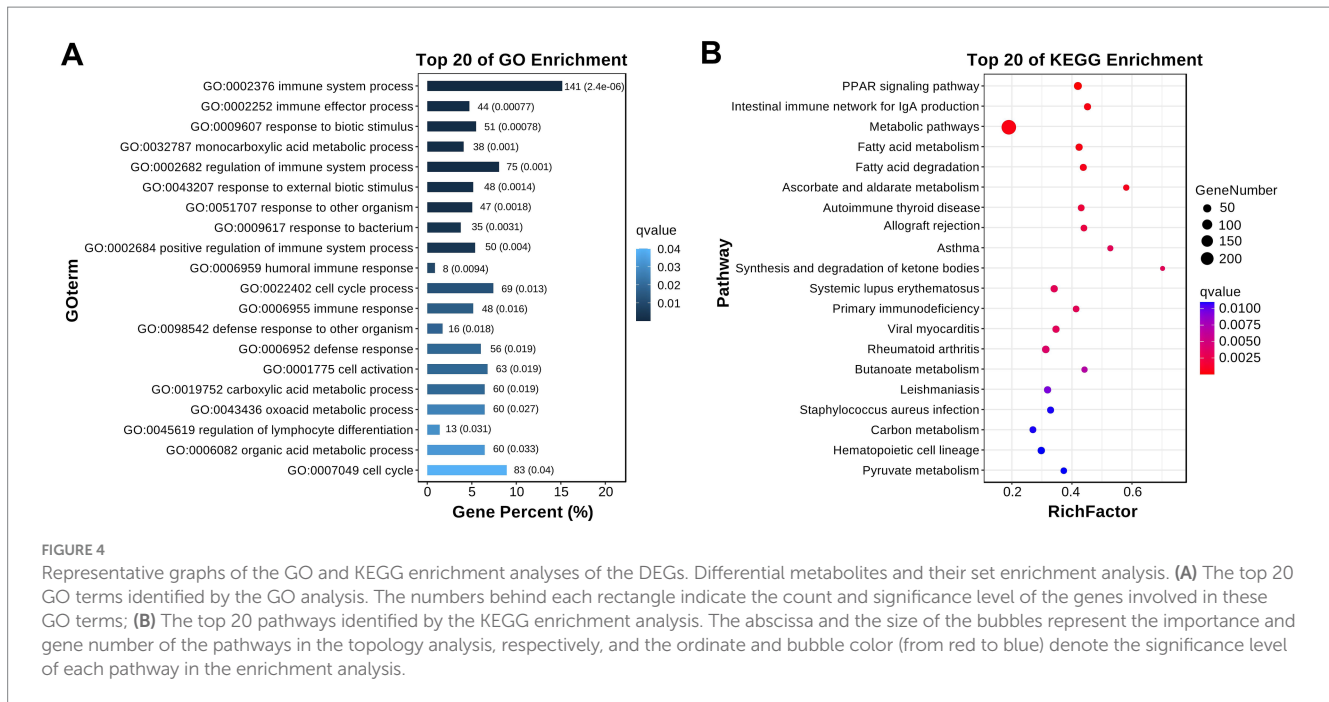 A
Top 20 of GO Enrichment
GOterm
GO:0002376 immune system process 141 (2.4e-06)
GO:0002252 immune effector process 44 (0.00077)
GO:0009607 response to biotic stimulus 51 (0.00078)
GO:0032787 monocarboxylic acid metabolic process 38 (0.001)
GO:0002682 regulation of immune system process 75 (0.001)
GO:0043207 response to external biotic stimulus 48 (0.0014)
GO:0051707 response to other organism 47 (0.0018)
GO:0009617 response to bacterium 35 (0.0031)
GO:0002684 positive regulation of immune system process 50 (0.004)
GO:0006959 humoral immune response 8 (0.0094)
GO:0022402 cell cycle process 69 (0.013)
GO:0006955 immune response 48 (0.016)
GO:0098542 defense response to other organism 16 (0.018)
GO:0006952 defense response 56 (0.019)
GO:0001775 cell activation 63 (0.019)
GO:0019752 carboxylic acid metabolic process 60 (0.019)
GO:0043436 oxoacid metabolic process 60 (0.027)
GO:0045619 regulation of lymphocyte differentiation 13 (0.031)
GO:0006082 organic acid metabolic process 60 (0.033)
GO:0007049 cell cycle 83 (0.04)
0 5 10 15 20
Gene Percent (%)
qvalue
0.04
0.03
0.02
0.01
B
Top 20 of KEGG Enrichment
Pathway
PPAR signaling pathway
Intestinal immune network for IgA production
Metabolic pathways
Fatty acid metabolism
Fatty acid degradation
Ascorbate and aldarate metabolism
Autoimmune thyroid disease
Allograft rejection
Asthma
Synthesis and degradation of ketone bodies
Systemic lupus erythematosus
Primary immunodeficiency
Viral myocarditis
Rheumatoid arthritis
Butanoate metabolism
Leishmaniasis
Staphylococcus aureus infection
Carbon metabolism
Hematopoietic cell lineage
Pyruvate metabolism
0.2 0.4 0.6
RichFactor
GeneNumber
50
100
150
200
qvalue
0.0100
0.0075
0.0050
0.0025
FIGURE 4
Representative graphs of the GO and KEGG enrichment analyses of the DEGs. Differential metabolites and their set enrichment analysis. (A) The top 20
GO terms identified by the GO analysis. The numbers behind each rectangle indicate the count and significance level of the genes involved in these
GO terms; (B) The top 20 pathways identified by the KEGG enrichment analysis. The abscissa and the size of the bubbles represent the importance and
gene number of the pathways in the topology analysis, respectively, and the ordinate and bubble color (from red to blue) denote the significance level
of each pathway in the enrichment analysis.